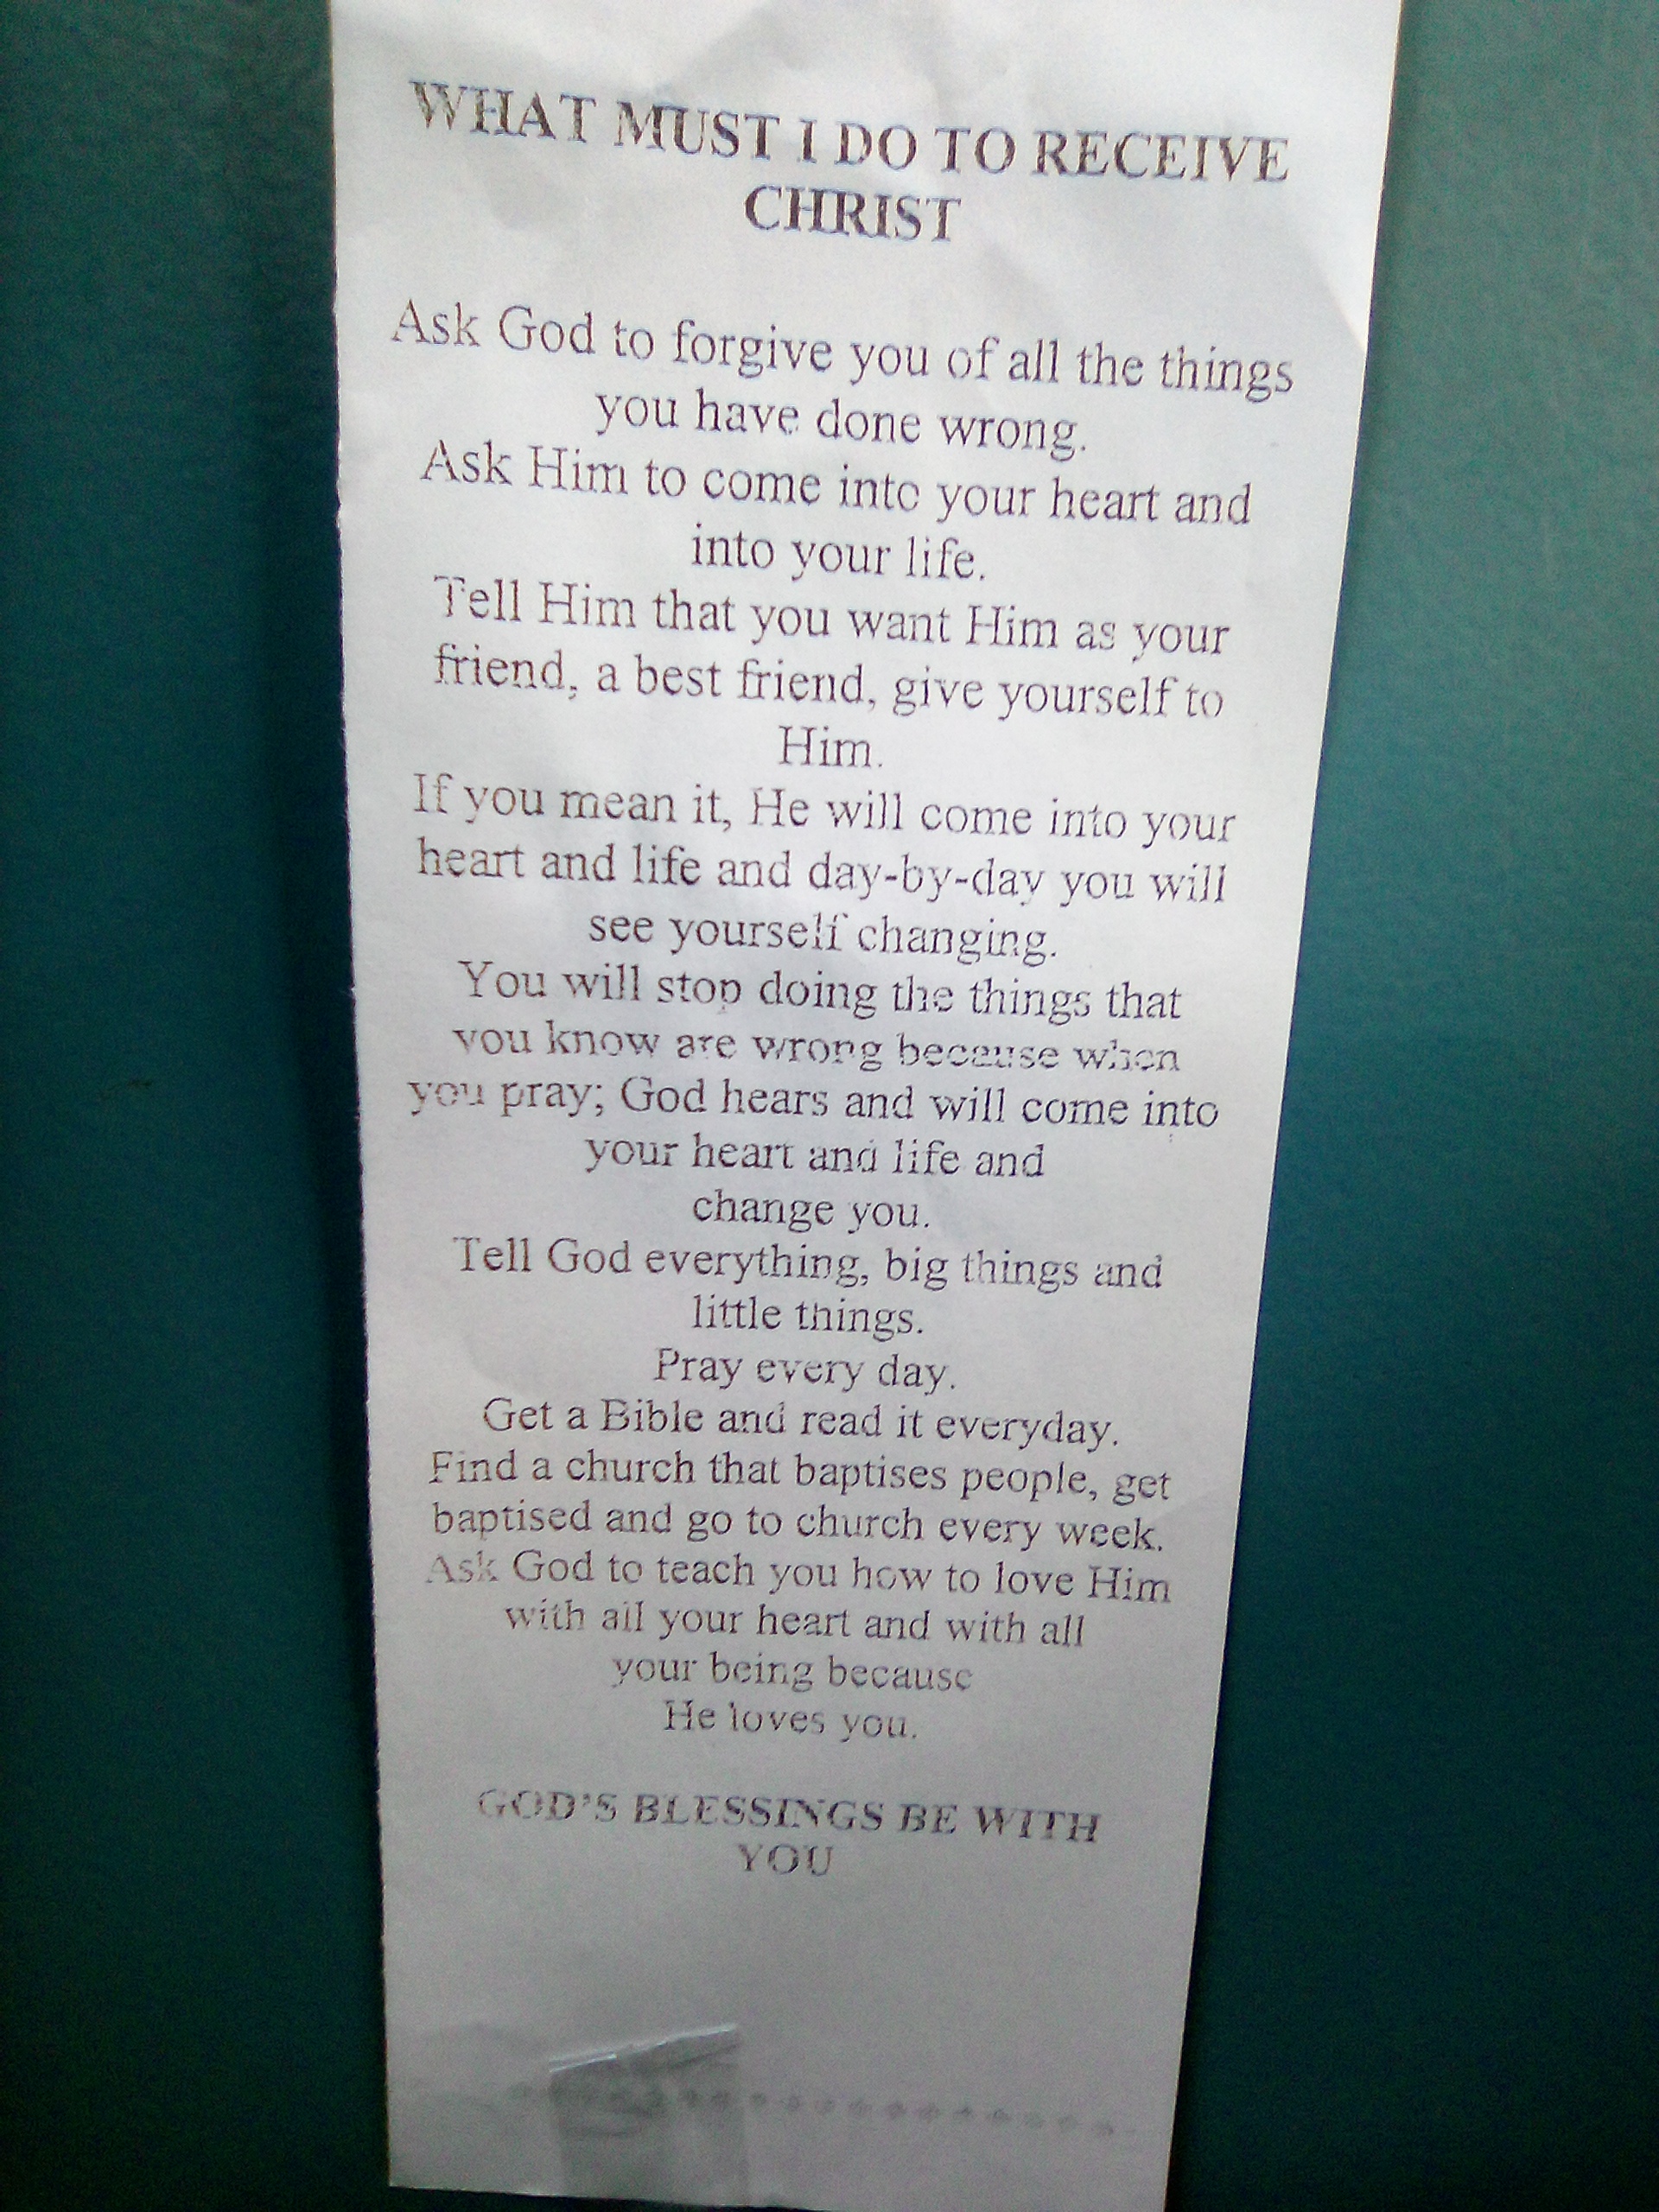 WHAT MUST I DO TO RECEIVE
CHRIST
Ask God to forgive you of all the things
you have done wrong.
Ask Him to come into your heart and
into your life.
Tell Him that you want Him as your
friend, a best friend, give yourself to
Him.
If you mean it, He will come into your
heart and life and day-by-day you will
see yourself changing.
You will stop doing the things that
you know are wrong because when
you pray; God hears and will come into
your heart and life and
change you.
Tell God everything, big things and
little things.
Pray every day.
Get a Bible and read it everyday.
Find a church that baptises people, get
baptised and go to church every week.
Ask God to teach you how to love Him
with all your heart and with all
your being because
He loves you.
GOD'S BLESSINGS BE WITH
YOU